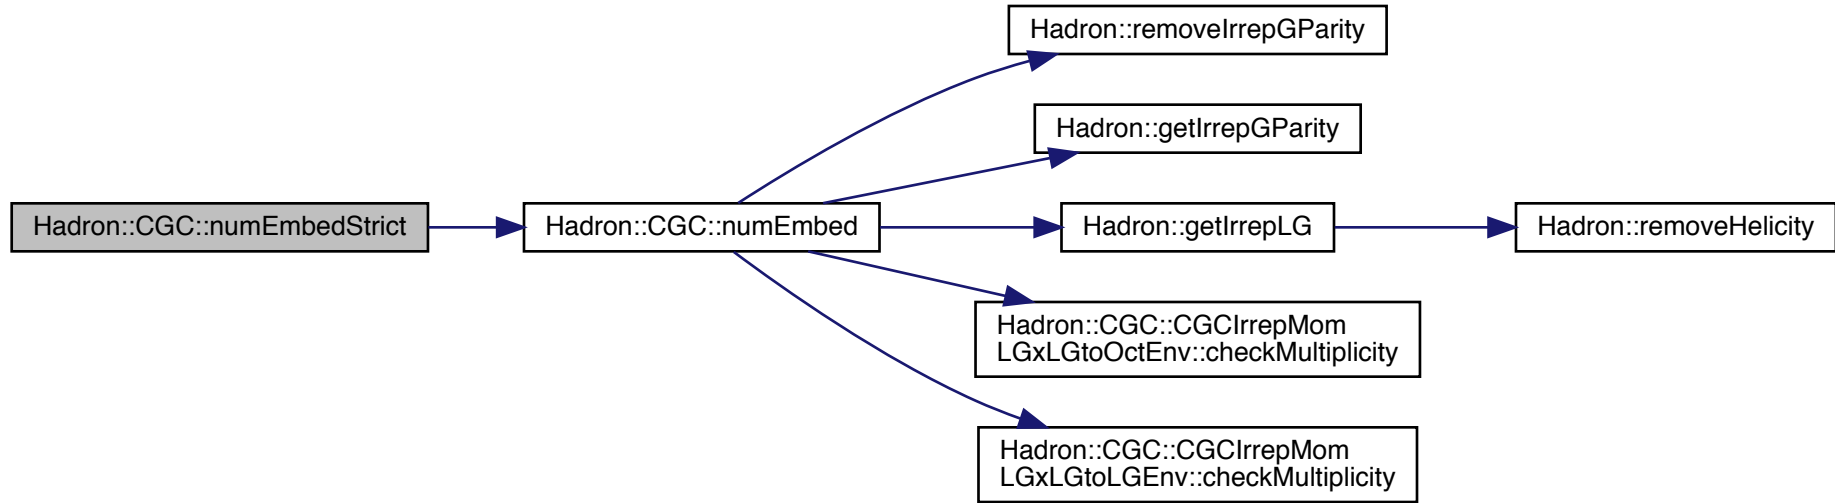 Hadron::removeIrrepGParity
Hadron::getIrrepGParity
Hadron::CGC::numEmbedStrict
Hadron::CGC::numEmbed
Hadron::getIrrepLG
Hadron::removeHelicity
Hadron::CGC::CGCIrrepMom
LGxLGtoOctEnv::checkMultiplicity
Hadron::CGC::CGCIrrepMom
LGxLGtoLGEnv::checkMultiplicity